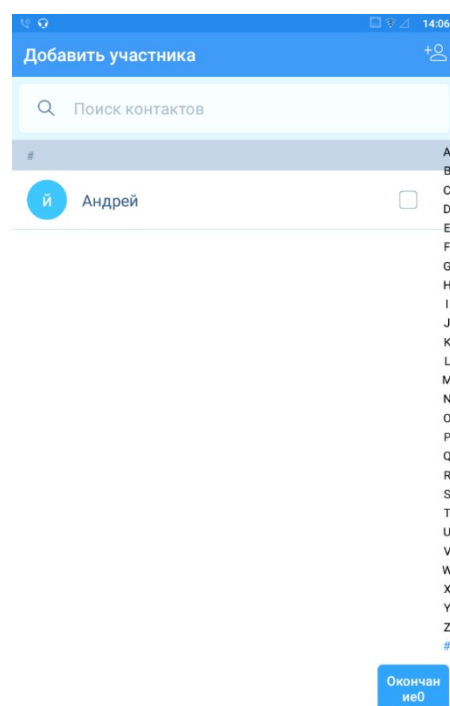 14:06
Добавить участника
Поиск контактов
#
й Андрей
A
B
C
D
E
F
G
H
I
J
K
L
M
N
O
P
Q
R
S
T
U
V
W
X
Y
Z
#
Окончан
ие0